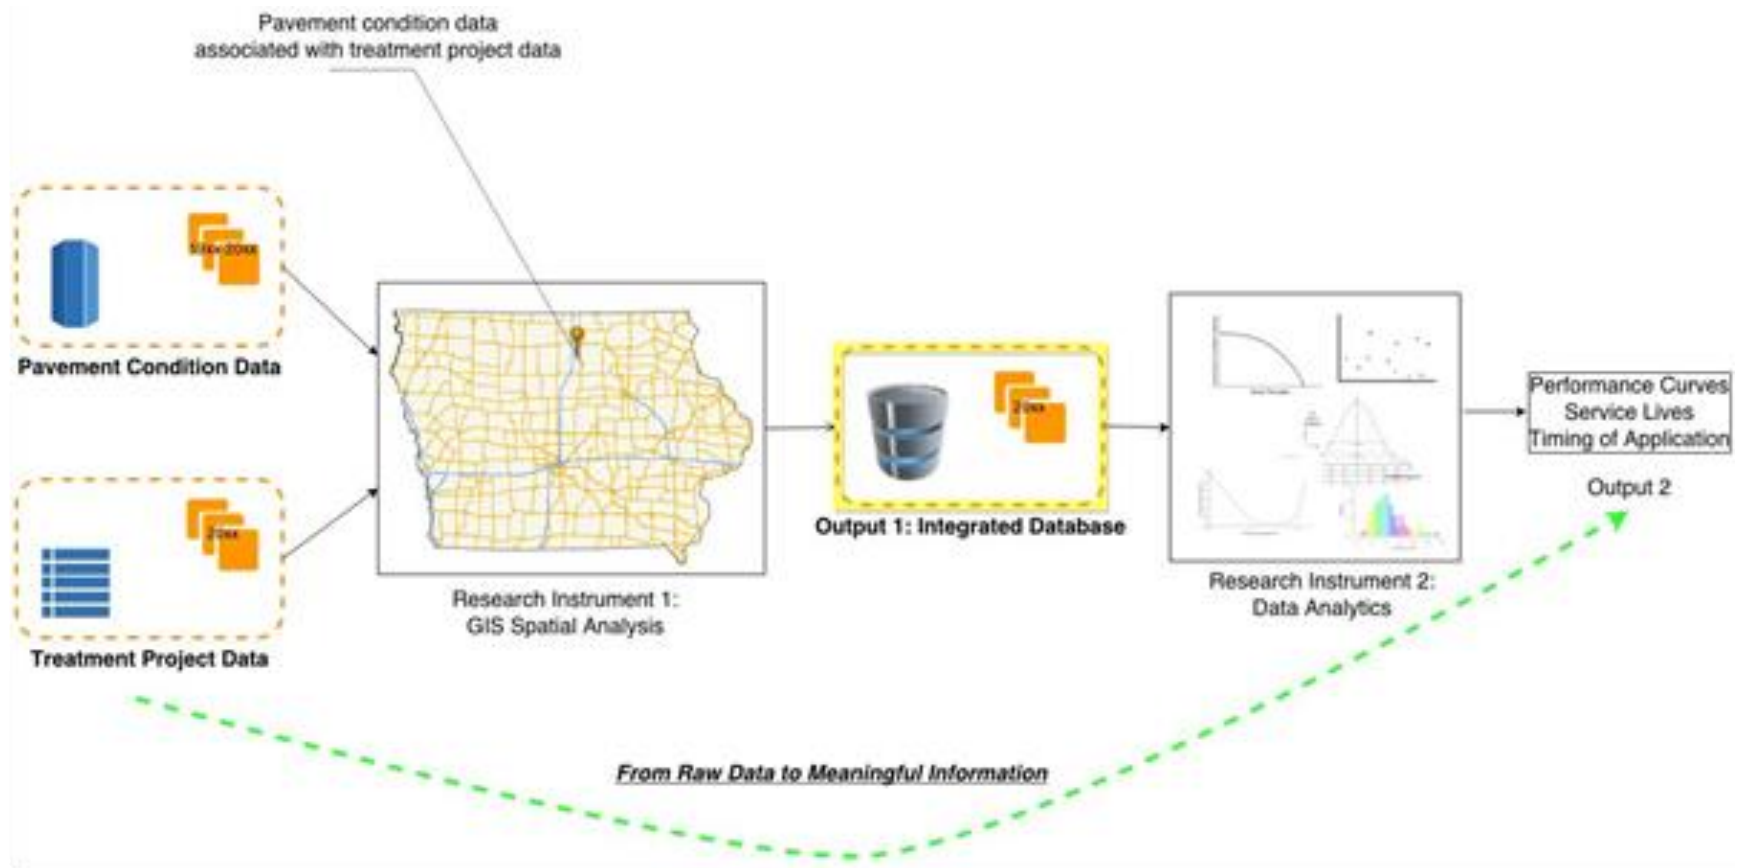 Pavement condition data
associated with treatment project data
Pavement Condition Data
20xx
Treatment Project Data
Research Instrument 1:
GIS Spatial Analysis
20xx
Output 1: Integrated Database
Research Instrument 2:
Data Analytics
Performance Curves
Service Lives
Timing of Application
Output 2
From Raw Data to Meaningful Information